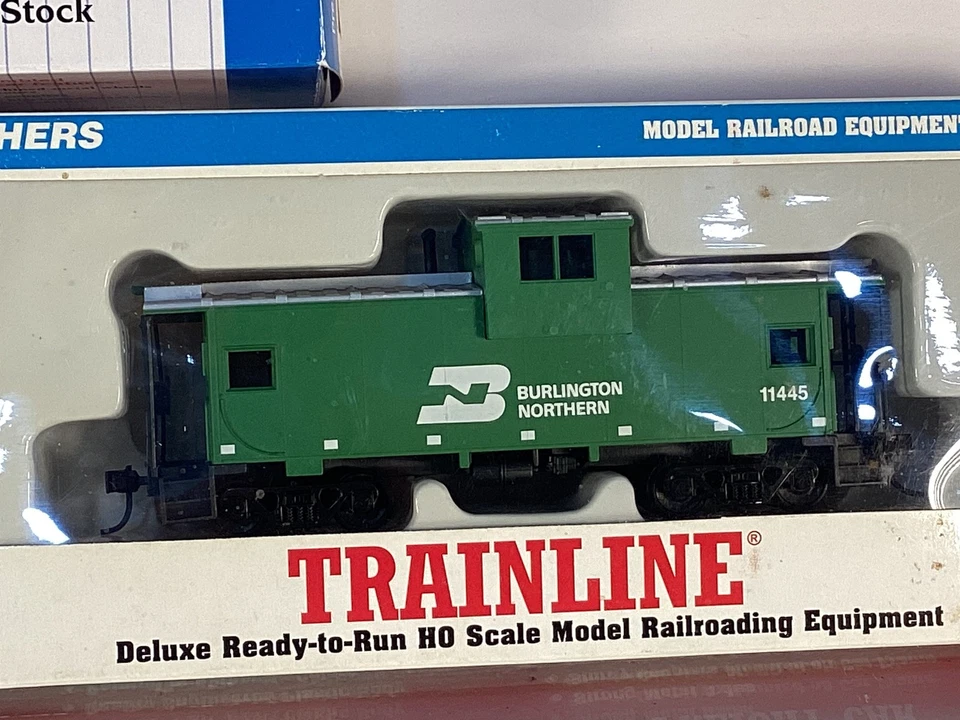 Stock
HERS
MODEL RAILROAD EQUIPMENT
BURLINGTON
NORTHERN
11445
TRAINLINE®
Deluxe Ready-to-Run HO Scale Model Railroading Equipment